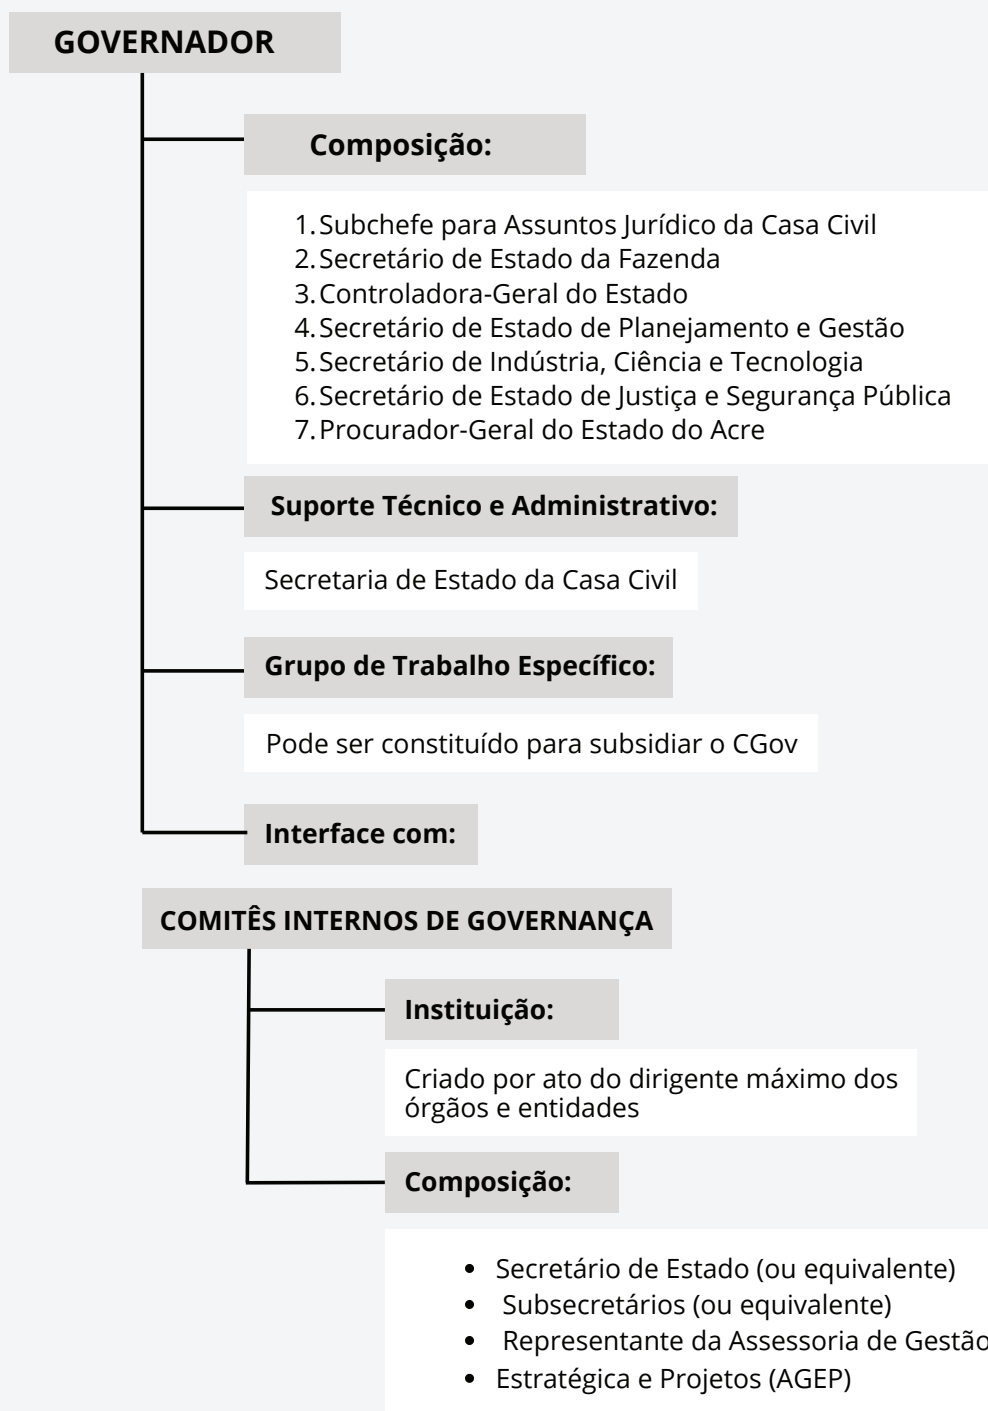 GOVERNADOR
Composição:
1. Subchefe para Assuntos Jurídico da Casa Civil
2. Secretário de Estado da Fazenda
3. Controladora-Geral do Estado
4. Secretário de Estado de Planejamento e Gestão
5. Secretário de Indústria, Ciência e Tecnologia
6. Secretário de Estado de Justiça e Segurança Pública
7. Procurador-Geral do Estado do Acre
Suporte Técnico e Administrativo:
Secretaria de Estado da Casa Civil
Grupo de Trabalho Específico:
Pode ser constituído para subsidiar o CGov
Interface com:
COMITÊS INTERNOS DE GOVERNANÇA
Instituição:
Criado por ato do dirigente máximo dos
órgãos e entidades
Composição:
• Secretário de Estado (ou equivalente)
• Subsecretários (ou equivalente)
• Representante da Assessoria de Gestão
• Estratégica e Projetos (AGEP)